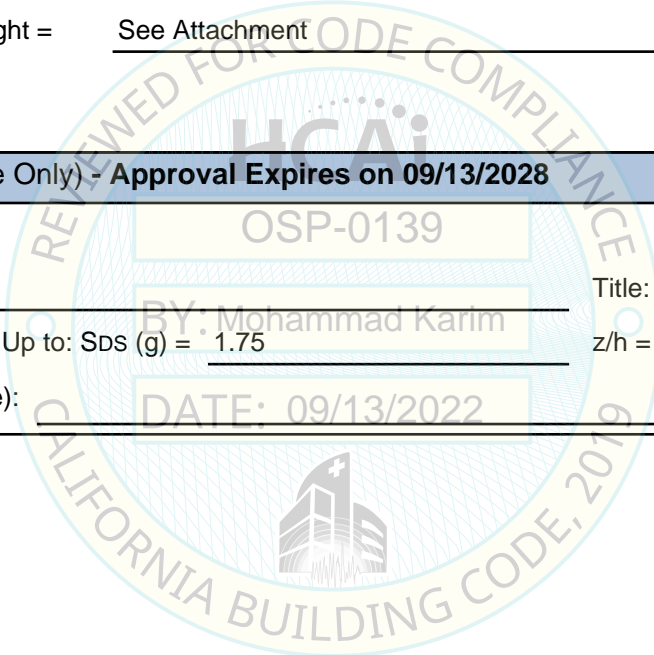 ght = See Attachment
REVIEWED FOR CODE COMPLIANCE
HCAi
e Only) - Approval Expires on 09/13/2028
OSP-0139
Title:
BY: Mohammad Karim
Up to: SDS (g) = 1.75 z/h =
e):
DATE: 09/13/2022
CALIFORNIA BUILDING CODE, 2019